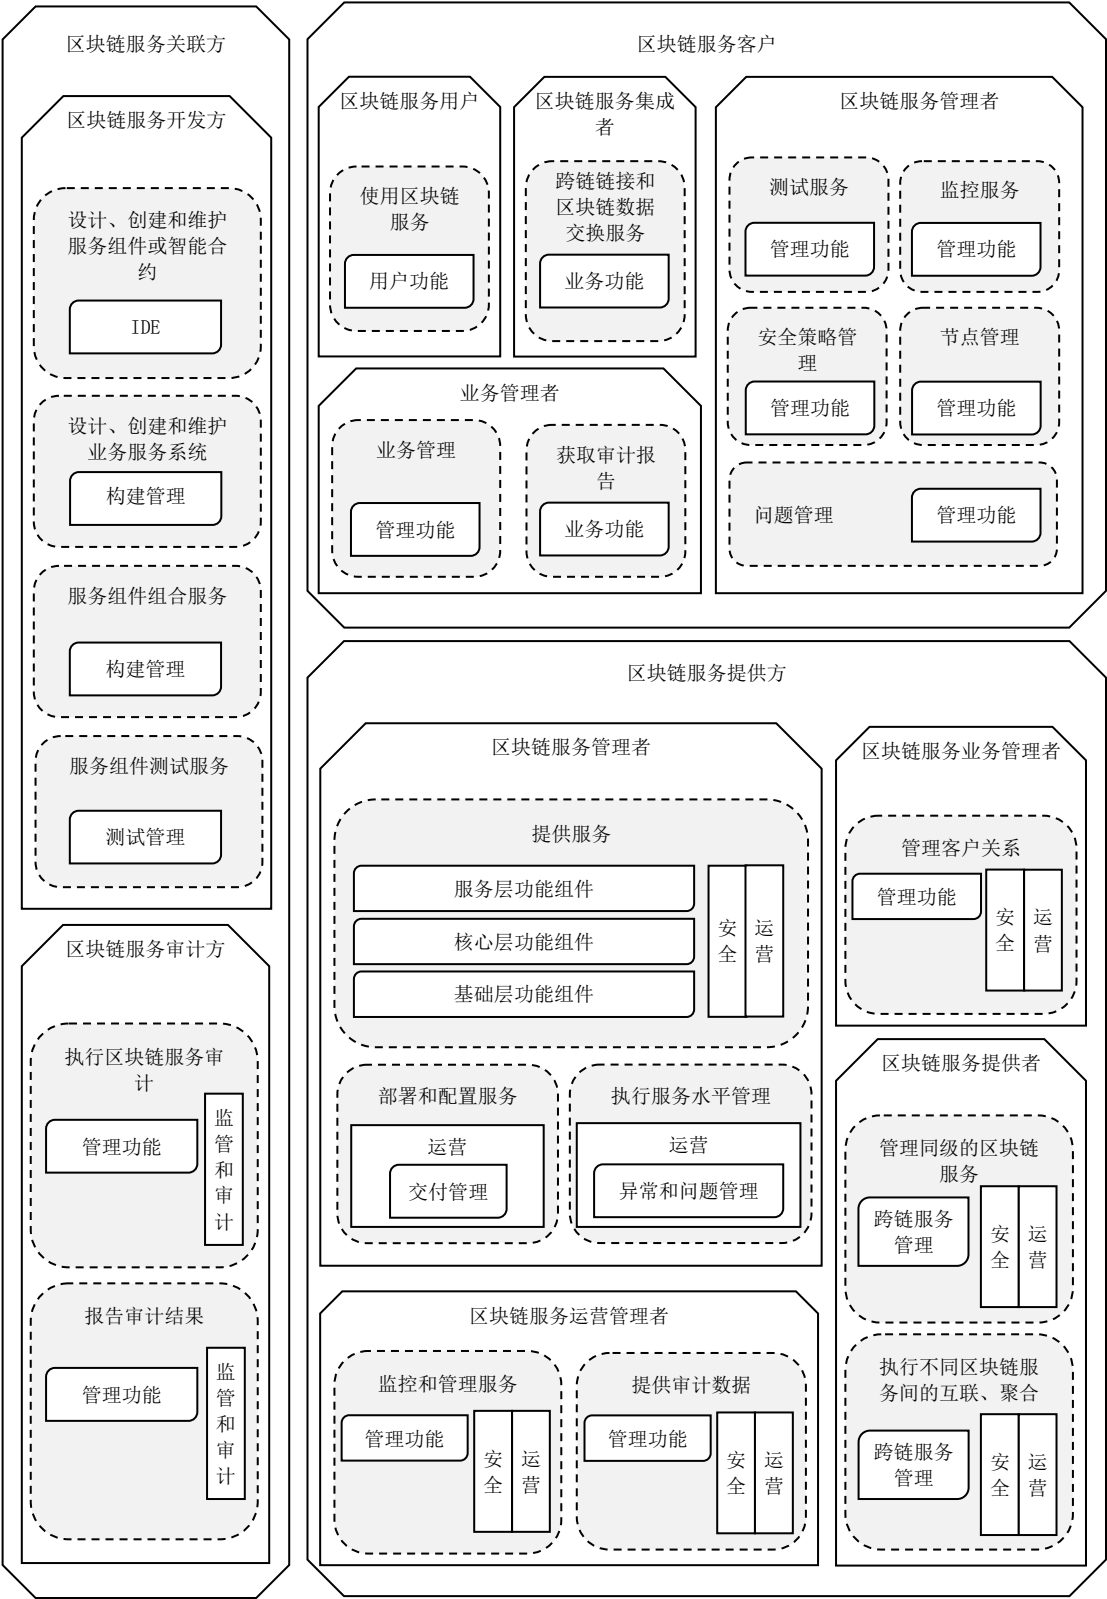 区块链服务关联方
区块链服务开发方
设计、创建和维护
服务组件或智能合
约
IDE
设计、创建和维护
业务服务系统
构建管理
服务组件组合服务
构建管理
服务组件测试服务
测试管理
区块链服务审计方
执行区块链服务审
计
管理功能
监
管
和
审
计
报告审计结果
管理功能
监
管
和
审
计
区块链服务客户
区块链服务用户
使用区块链
服务
用户功能
区块链服务集成
者
跨链链接和
区块链数据
交换服务
业务功能
业务管理者
业务管理
管理功能
获取审计报
告
业务功能
区块链服务管理者
测试服务
管理功能
监控服务
管理功能
安全策略管
理
管理功能
节点管理
管理功能
问题管理
管理功能
区块链服务提供方
区块链服务管理者
提供服务
服务层功能组件
核心层功能组件
基础层功能组件
安
全
运
营
部署和配置服务
运营
交付管理
执行服务水平管理
运营
异常和问题管理
区块链服务运营管理者
监控和管理服务
管理功能
安
全
运
营
提供审计数据
管理功能
安
全
运
营
区块链服务业务管理者
管理客户关系
管理功能
安
全
运
营
区块链服务提供者
管理同级的区块链
服务
跨链服务
管理
安
全
运
营
执行不同区块链服
务间的互联、聚合
跨链服务
管理
安
全
运
营